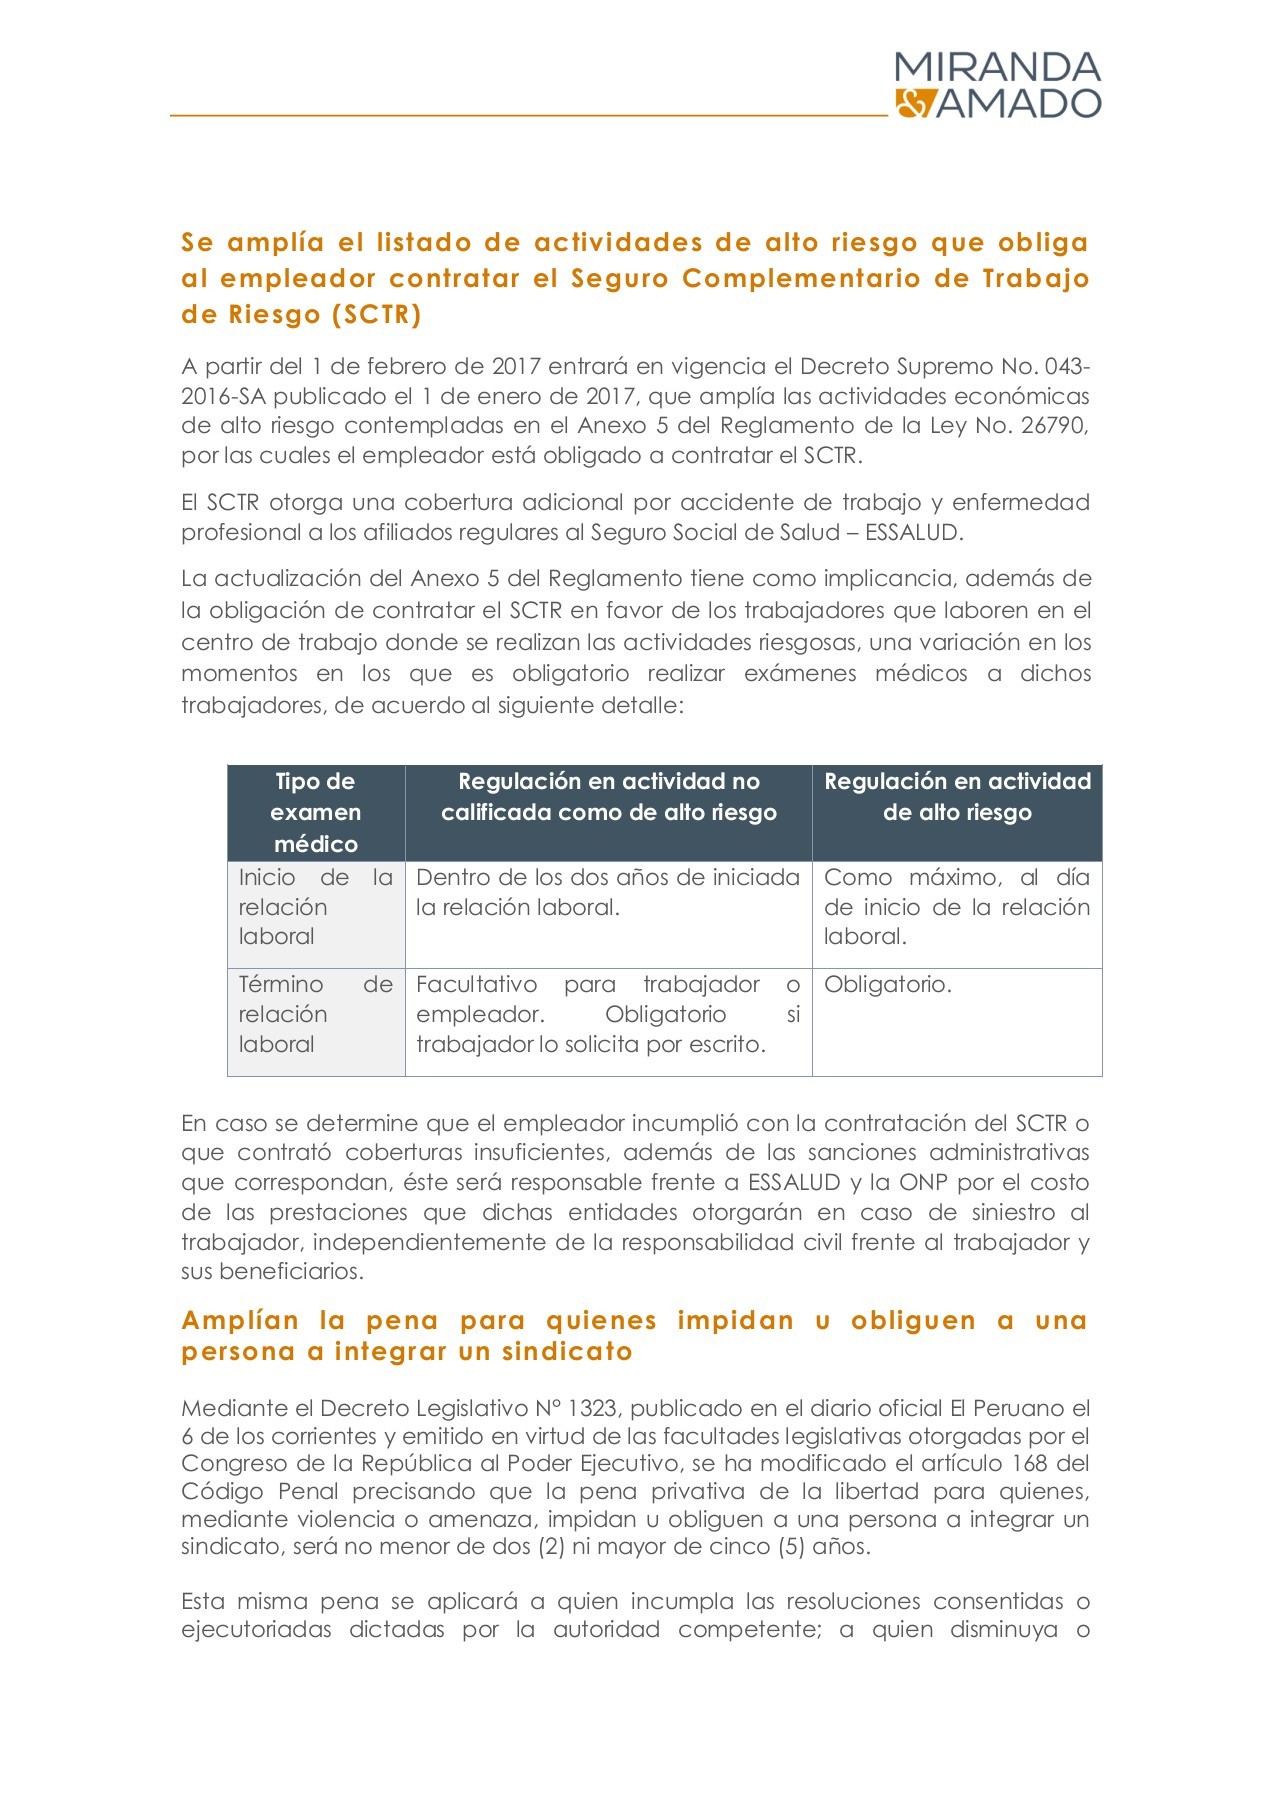 MIRANDA
& AMADO
Se amplía el listado de actividades de alto riesgo que obliga
al empleador contratar el Seguro Complementario de Trabajo
de Riesgo (SCTR)
A partir del 1 de febrero de 2017 entrará en vigencia el Decreto Supremo No. 043-
2016-SA publicado el 1 de enero de 2017, que amplía las actividades económicas
de alto riesgo contempladas en el Anexo 5 del Reglamento de la Ley No. 26790,
por las cuales el empleador está obligado a contratar el SCTR.
El SCTR otorga una cobertura adicional por accidente de trabajo y enfermedad
profesional a los afiliados regulares al Seguro Social de Salud – ESSALUD.
La actualización del Anexo 5 del Reglamento tiene como implicancia, además de
la obligación de contratar el SCTR en favor de los trabajadores que laboren en el
centro de trabajo donde se realizan las actividades riesgosas, una variación en los
momentos en los que es obligatorio realizar exámenes médicos a dichos
trabajadores, de acuerdo al siguiente detalle:
Tipo de
examen
médico
Regulación en actividad no
calificada como de alto riesgo
Regulación en actividad
de alto riesgo
Inicio de la
relación
laboral
Dentro de los dos años de iniciada
la relación laboral.
Como máximo, al día
de inicio de la relación
laboral.
Término de
relación
laboral
Facultativo para trabajador o
empleador. Obligatorio si
trabajador lo solicita por escrito.
Obligatorio.
En caso se determine que el empleador incumplió con la contratación del SCTR o
que contrató coberturas insuficientes, además de las sanciones administrativas
que correspondan, éste será responsable frente a ESSALUD y la ONP por el costo
de las prestaciones que dichas entidades otorgarán en caso de siniestro al
trabajador, independientemente de la responsabilidad civil frente al trabajador y
sus beneficiarios.
Amplían la pena para quienes impidan u obliguen a una
persona a integrar un sindicato
Mediante el Decreto Legislativo N° 1323, publicado en el diario oficial El Peruano el
6 de los corrientes y emitido en virtud de las facultades legislativas otorgadas por el
Congreso de la República al Poder Ejecutivo, se ha modificado el artículo 168 del
Código Penal precisando que la pena privativa de la libertad para quienes,
mediante violencia o amenaza, impidan u obliguen a una persona a integrar un
sindicato, será no menor de dos (2) ni mayor de cinco (5) años.
Esta misma pena se aplicará a quien incumpla las resoluciones consentidas o
ejecutoriadas dictadas por la autoridad competente; a quien disminuya o